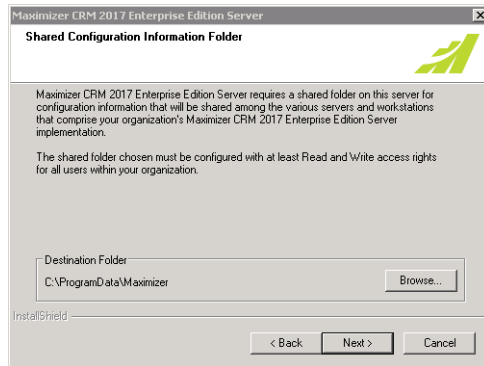 Maximizer CRM 2017 Enterprise Edition Server
Shared Configuration Information Folder
Maximizer CRM 2017 Enterprise Edition Server requires a shared folder on this server for
configuration information that will be shared among the various servers and workstations
that comprise your organization's Maximizer CRM 2017 Enterprise Edition Server
implementation.
The shared folder chosen must be configured with at least Read and Write access rights
for all users within your organization.
Destination Folder
C:\ProgramData\Maximizer
Browse...
InstallShield
< Back
Next >
Cancel